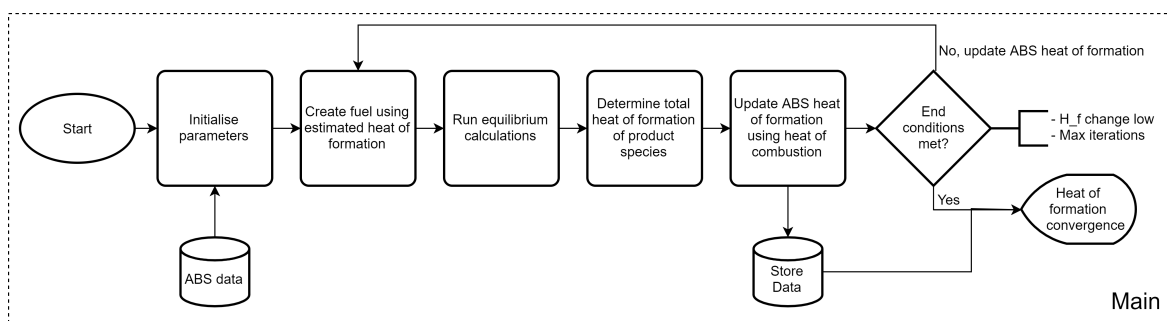 No, update ABS heat of formation
Start
Initialise
parameters
Create fuel using
estimated heat of
formation
Run equilibrium
calculations
Determine total
heat of formation
of product
species
Update ABS heat
of formation
using heat of
combustion
End
conditions
met?
- H_f change low
- Max iterations
Yes
Heat of
formation
convergence
ABS data
Store
Data
Main